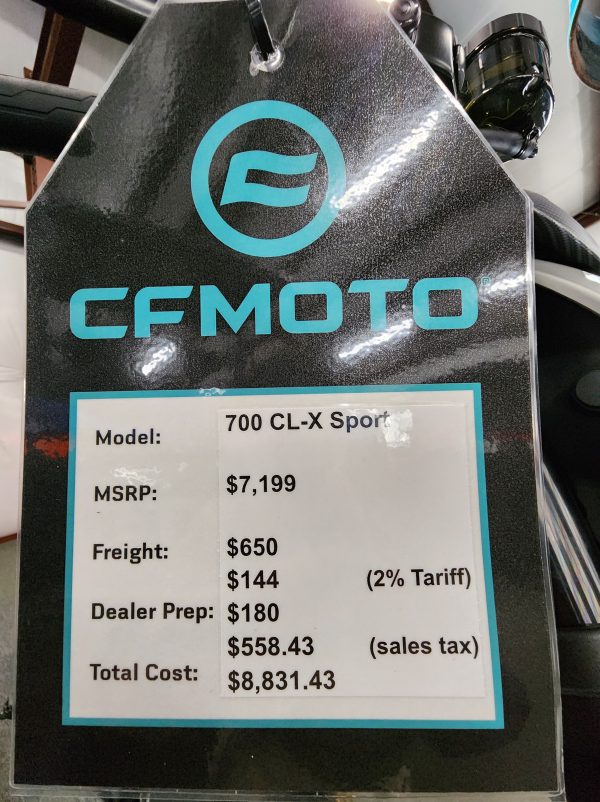 CFMOTO
Model: 700 CL-X Sport
MSRP: $7,199
Freight: $650
$144 (2% Tariff)
Dealer Prep: $180
$558.43 (sales tax)
Total Cost: $8,831.43